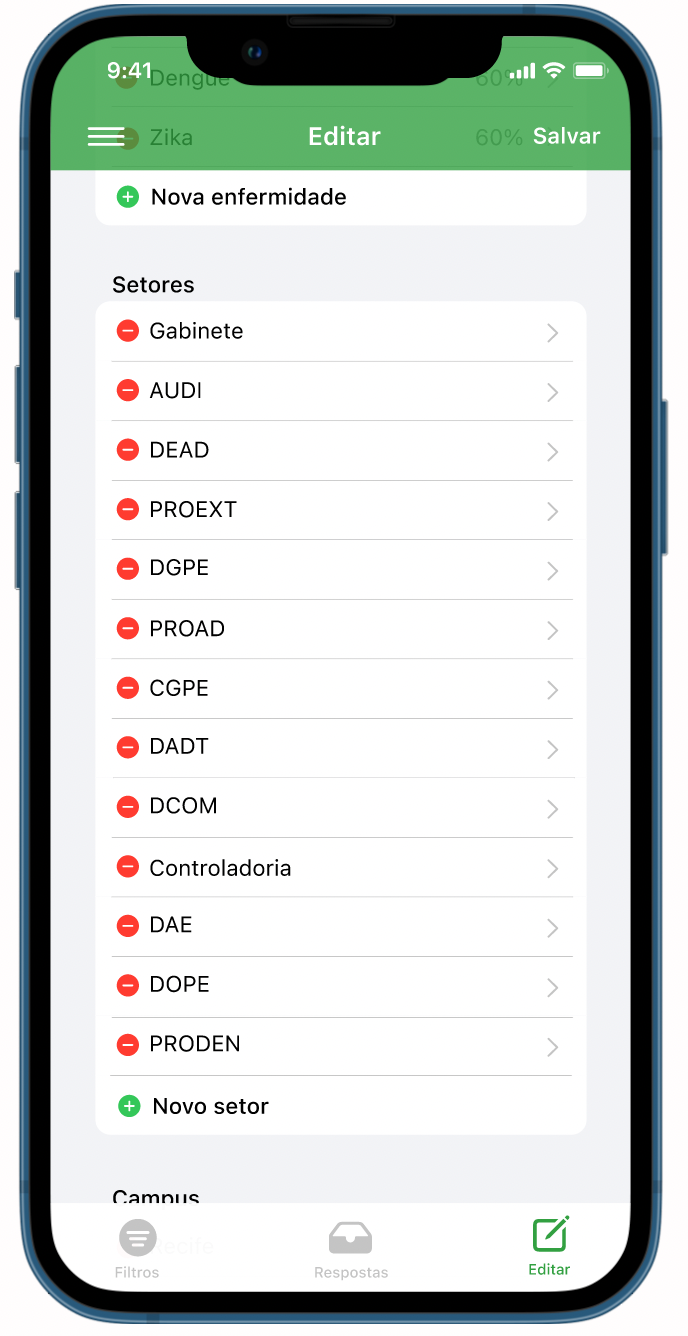 9:41
Dengue 60%
Zika 60%
Editar
Salvar
Nova enfermidade
Setores
Gabinete
AUDI
DEAD
PROEXT
DGPE
PROAD
CGPE
DADT
DCOM
Controladoria
DAE
DOPE
PRODEN
Novo setor
Campus
Recife
Filtros
Respostas
Editar